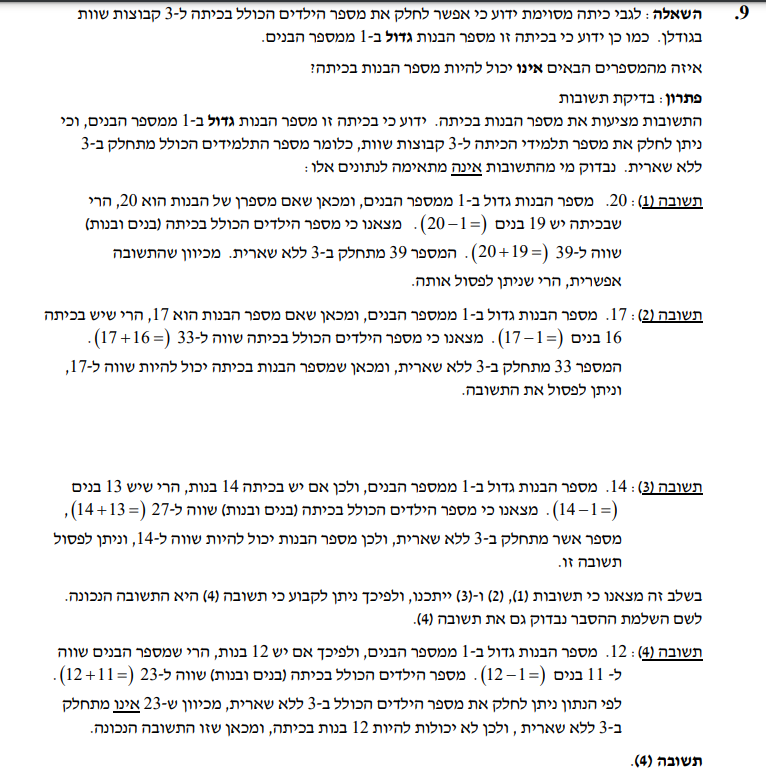 9. השאלה: לגבי כיתה מסוימת ידוע כי אפשר לחלק את מספר הילדים הכולל בכיתה ל-3 קבוצות שוות
בגודלן. כמו כן ידוע כי בכיתה זו מספר הבנות גדול ב-1 ממספר הבנים.
איזה מהמספרים הבאים אינו יכול להיות מספר הבנות בכיתה?
פתרון: בדיקת תשובות
התשובות מציעות את מספר הבנות בכיתה. ידוע כי בכיתה זו מספר הבנות גדול ב-1 ממספר הבנים, וכי
ניתן לחלק את מספר תלמידי הכיתה ל-3 קבוצות שוות, כלומר מספר התלמידים הכולל מתחלק ב-3
ללא שארית. נבדוק מי מהתשובות אינה מתאימה לנתונים אלו:
תשובה (1): 20. מספר הבנות גדול ב-1 ממספר הבנים, ומכאן שאם מספרן של הבנות הוא 20, הרי
שבכיתה יש 19 בנים (=20-1). מצאנו כי מספר הילדים הכולל בכיתה (בנים ובנות)
שווה ל-39 (=20+19). המספר 39 מתחלק ב-3 ללא שארית. מכיוון שהתשובה
אפשרית, הרי שניתן לפסול אותה.
תשובה (2): 17. מספר הבנות גדול ב-1 ממספר הבנים, ומכאן שאם מספר הבנות הוא 17, הרי שיש בכיתה
16 בנים (=17-1). מצאנו כי מספר הילדים הכולל בכיתה שווה ל-33 (=17+16).
המספר 33 מתחלק ב-3 ללא שארית, ומכאן שמספר הבנות בכיתה יכול להיות שווה ל-17,
וניתן לפסול את התשובה.
תשובה (3): 14. מספר הבנות גדול ב-1 ממספר הבנים, ולכן אם יש בכיתה 14 בנות, הרי שיש 13 בנים
(=14-1). מצאנו כי מספר הילדים הכולל בכיתה (בנים ובנות) שווה ל-27 (=14+13),
מספר אשר מתחלק ב-3 ללא שארית, ולכן מספר הבנות יכול להיות שווה ל-14, וניתן לפסול
תשובה זו.
בשלב זה מצאנו כי תשובות (1), (2) ו-(3) ייתכנו, ולפיכך ניתן לקבוע כי תשובה (4) היא התשובה הנכונה.
לשם השלמת ההסבר נבדוק גם את תשובה (4).
תשובה (4): 12. מספר הבנות גדול ב-1 ממספר הבנים, ולפיכך אם יש 12 בנות, הרי שמספר הבנים שווה
ל- 11 בנים (=12-1). מספר הילדים הכולל בכיתה (בנים ובנות) שווה ל-23 (=12+11).
לפי הנתון ניתן לחלק את מספר הילדים הכולל ב-3 ללא שארית, מכיוון ש-23 אינו מתחלק
ב-3 ללא שארית, ולכן לא יכולות להיות 12 בנות בכיתה, ומכאן שזו התשובה הנכונה.
תשובה (4).